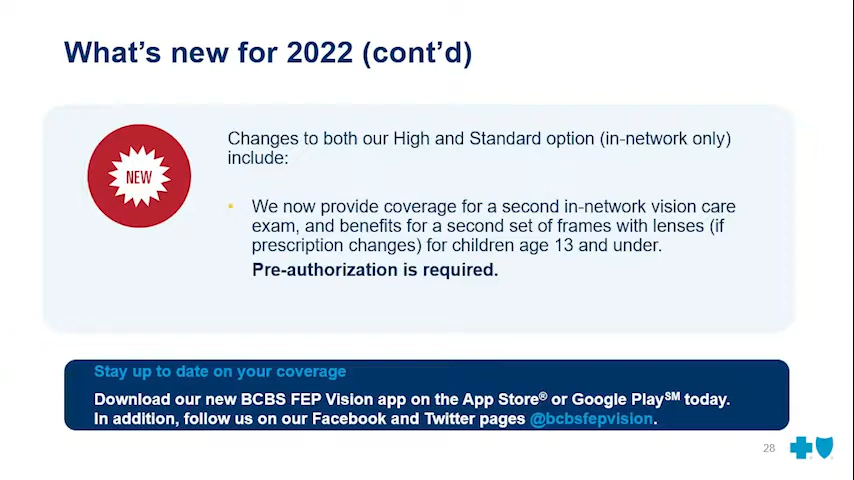 What's new for 2022 (cont'd)
NEW
Changes to both our High and Standard option (in-network only)
include:
▪ We now provide coverage for a second in-network vision care
exam, and benefits for a second set of frames with lenses (if
prescription changes) for children age 13 and under.
Pre-authorization is required.
Stay up to date on your coverage
Download our new BCBS FEP Vision app on the App Store® or Google Play℠ today.
In addition, follow us on our Facebook and Twitter pages @bcbsfepvision.
28